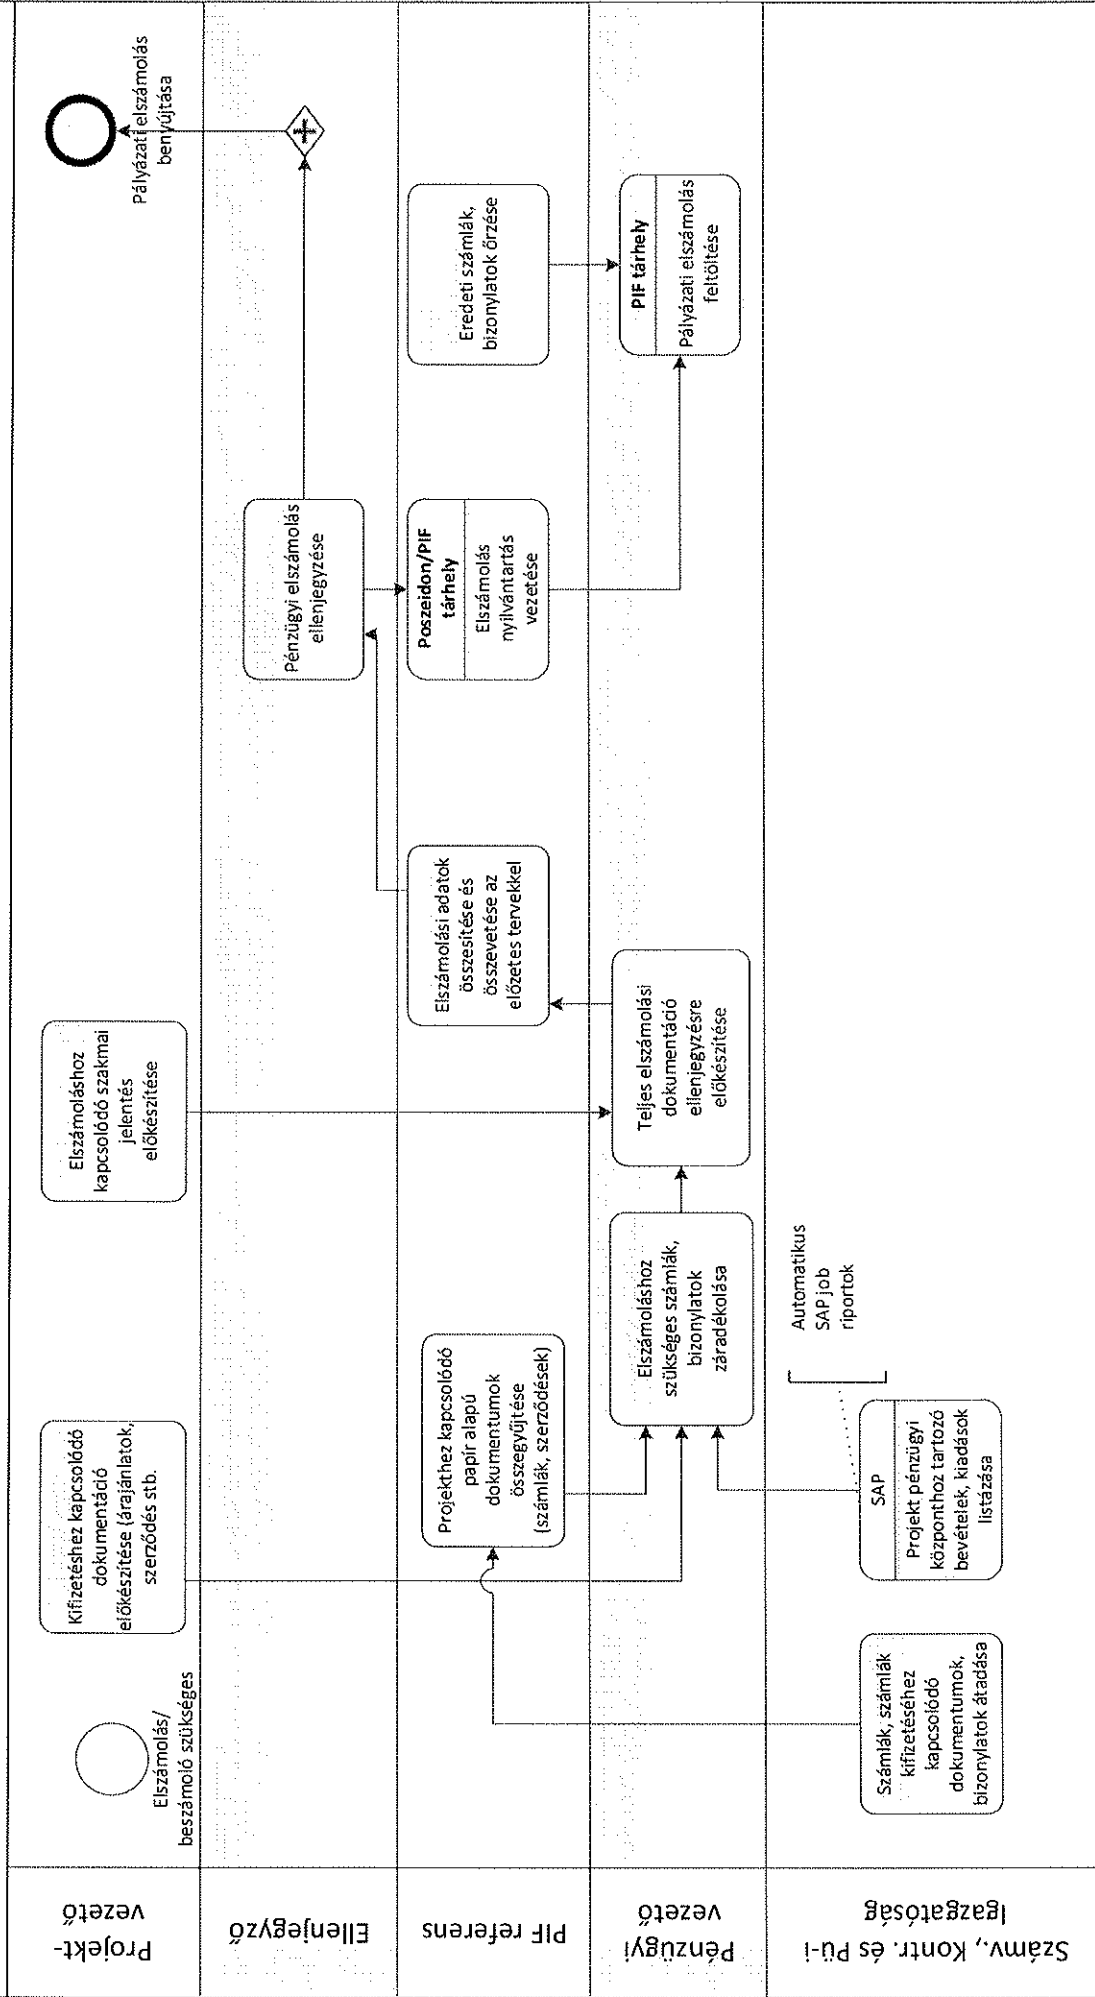 Projekt-
vezető
Elszámolás/
beszámoló szükséges
Kifizetéshez kapcsolódó
dokumentáció
előkészítése (árajánlatok,
szerződés stb.
Elszámoláshoz
kapcsolódó szakmai
jelentés
előkészítése
Pályázati elszámolás
benyújtása
Ellenjegyző
Pénzügyi elszámolás
ellenjegyzése
PIF referens
Projekthez kapcsolódó
papír alapú
dokumentumok
összegyűjtése
(számlák, szerződések)
Elszámolási adatok
összesítése és
összevetése az
előzetes tervekkel
Poszeidon/PIF
tárhely
Elszámolás
nyilvántartás
vezetése
Eredeti számlák,
bizonylatok őrzése
Pénzügyi
vezető
Elszámoláshoz
szükséges számlák,
bizonylatok
záradékolása
Teljes elszámolási
dokumentáció
ellenjegyzésre
előkészítése
PIF tárhely
Pályázati elszámolás
feltöltése
Számv., Kontr. és Pü-i
Igazgatóság
Számlák, számlák
kifizetéséhez
kapcsolódó
dokumentumok,
bizonylatok átadása
SAP
Projekt pénzügyi
központhoz tartozó
bevételek, kiadások
listázása
Automatikus
SAP job
riportok